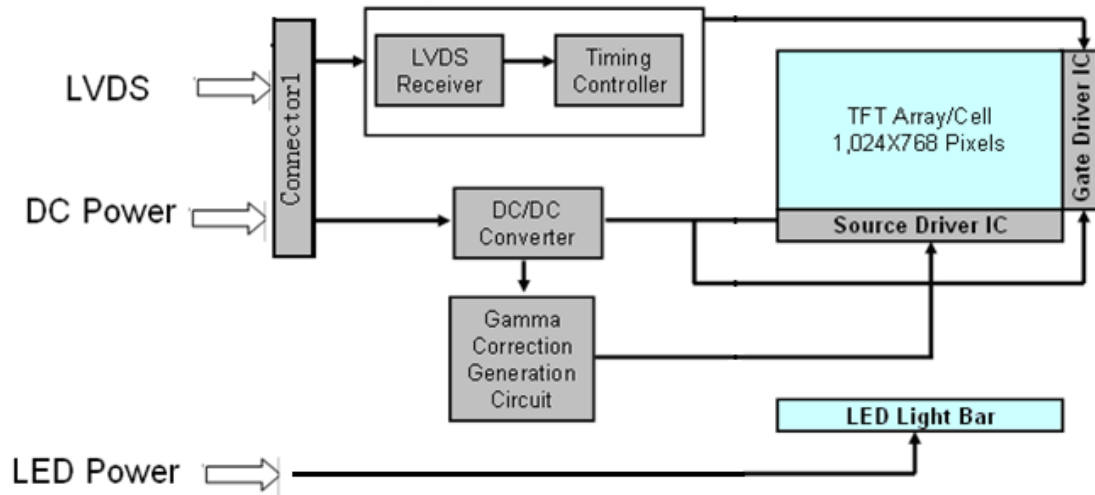 LVDS
DC Power
LED Power
Connector1
LVDS
Receiver
Timing
Controller
DC/DC
Converter
Gamma
Correction
Generation
Circuit
TFT Array/Cell
1,024X768 Pixels
Gate Driver IC
Source Driver IC
LED Light Bar